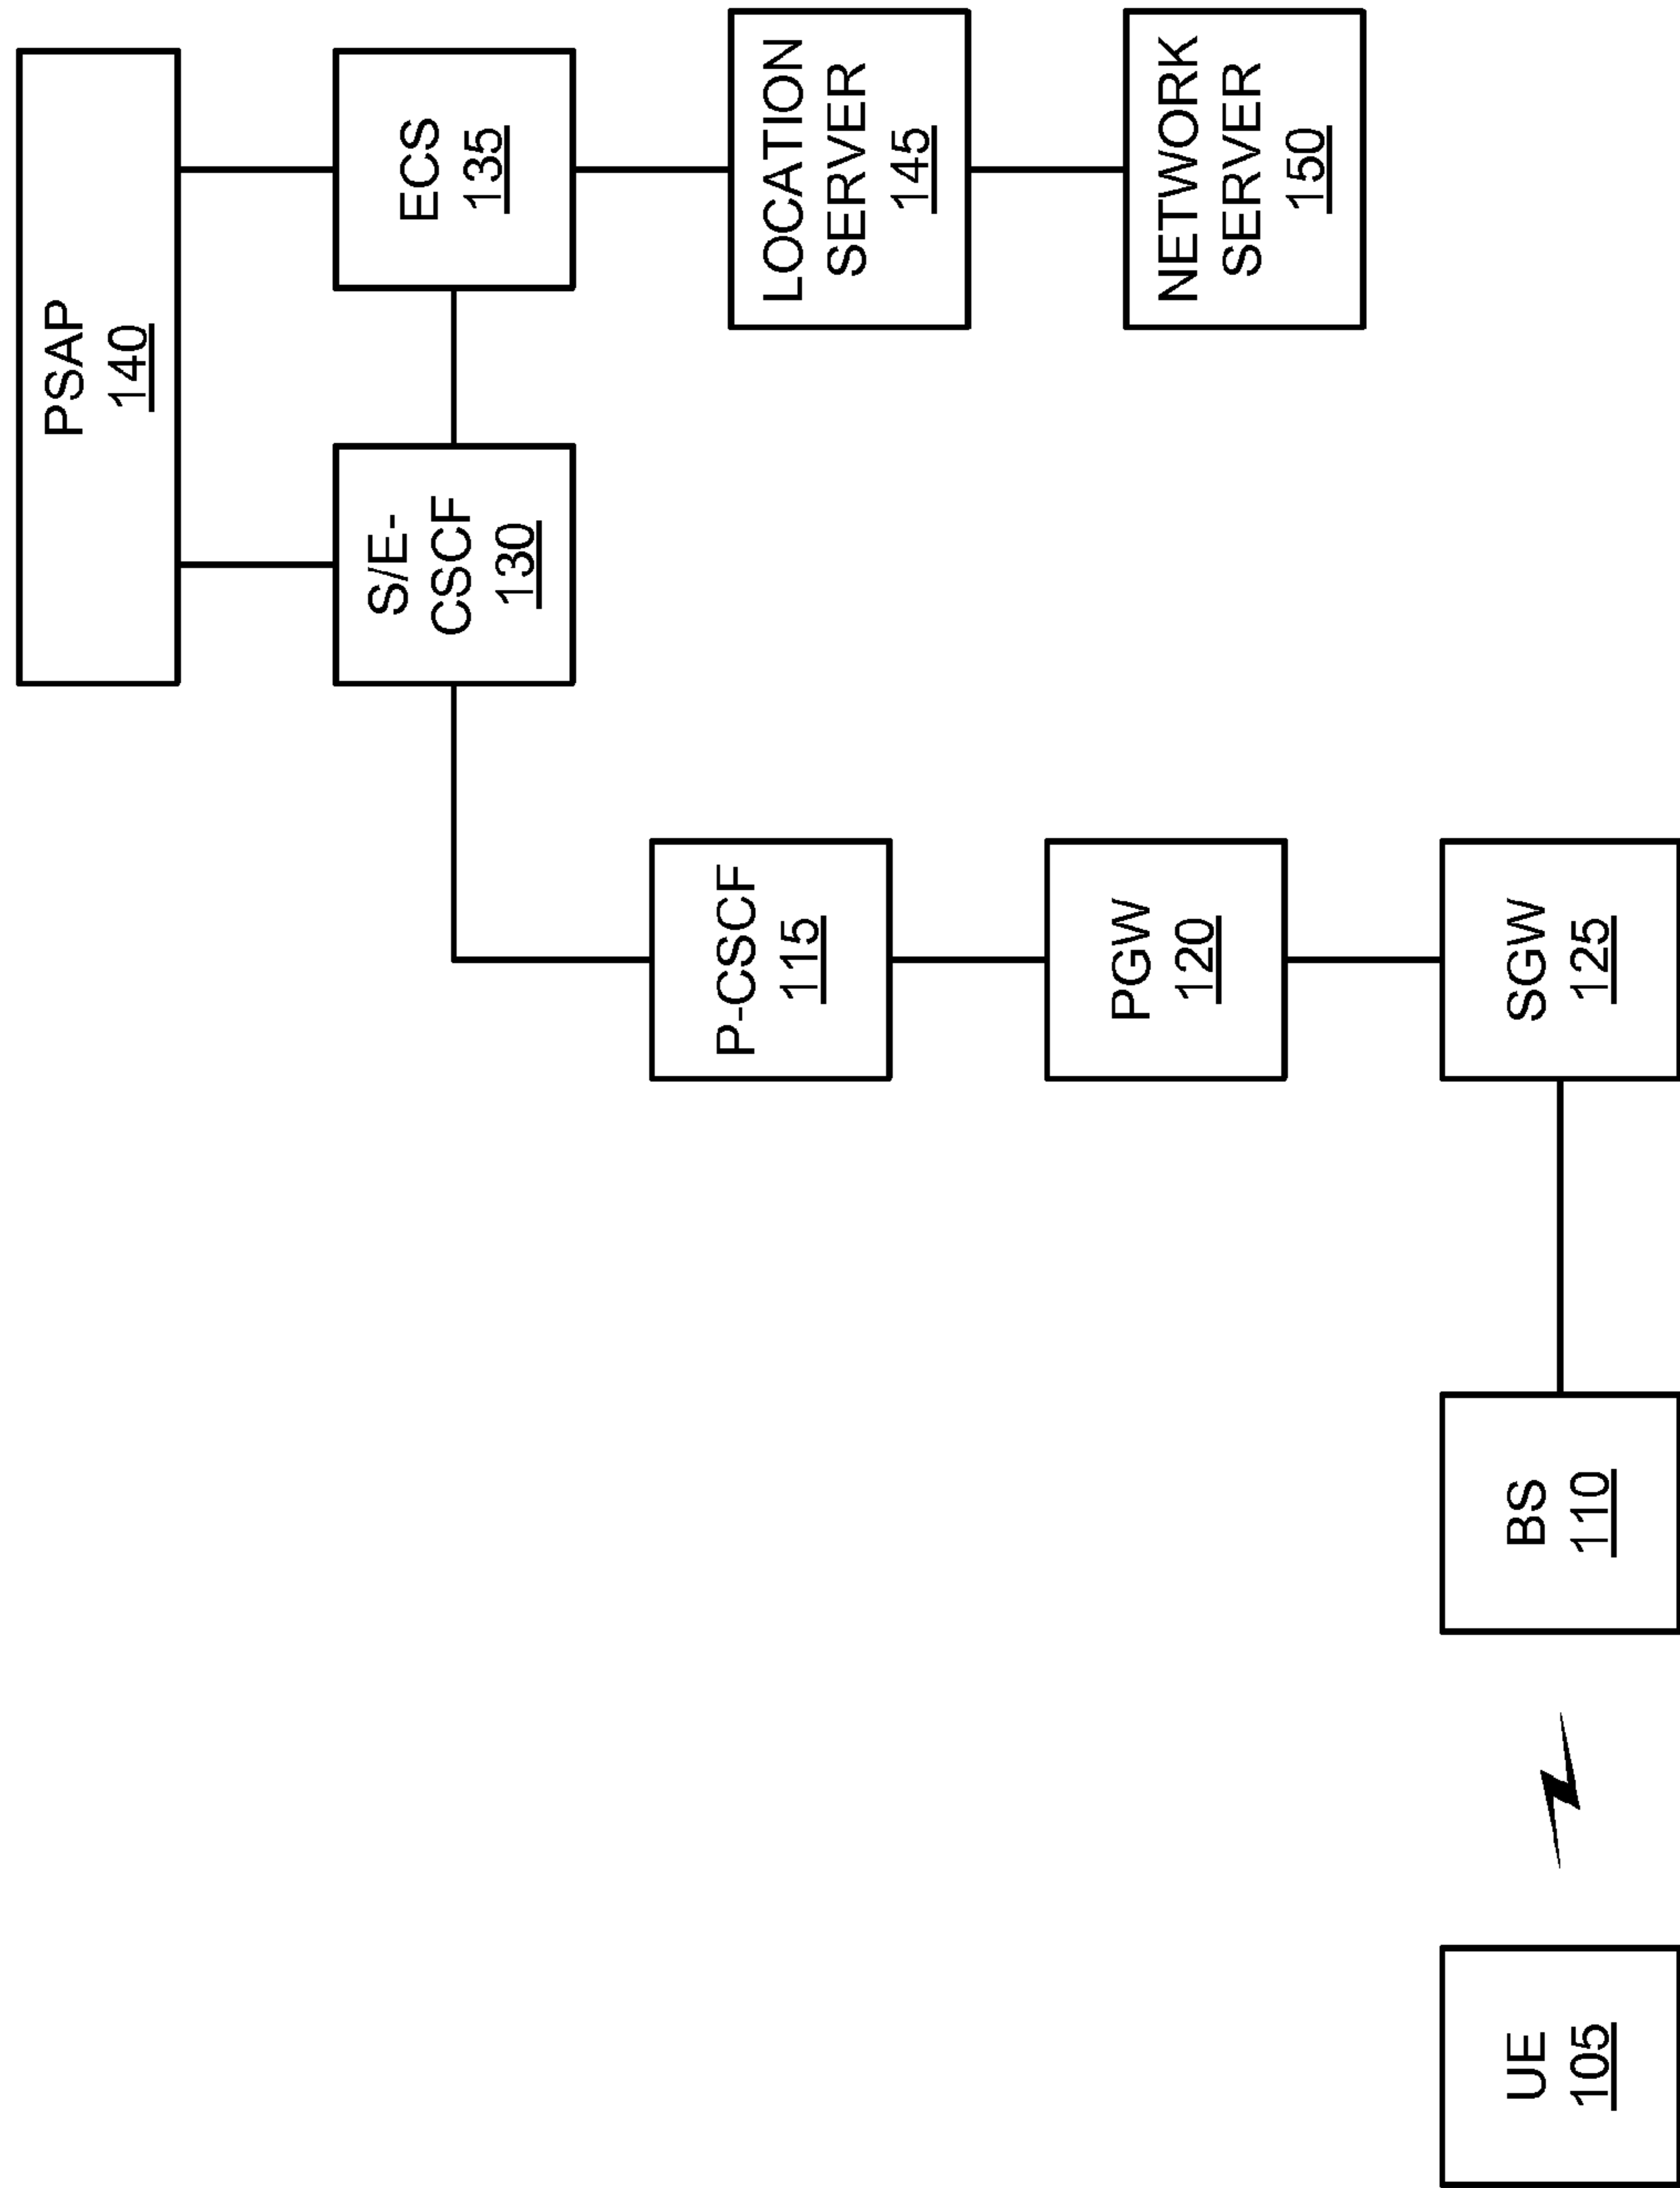 PSAP
140
S/E-
CSCF
130
ECS
135
P-CSCF
115
LOCATION
SERVER
145
PGW
120
NETWORK
SERVER
150
UE
105
BS
110
SGW
125